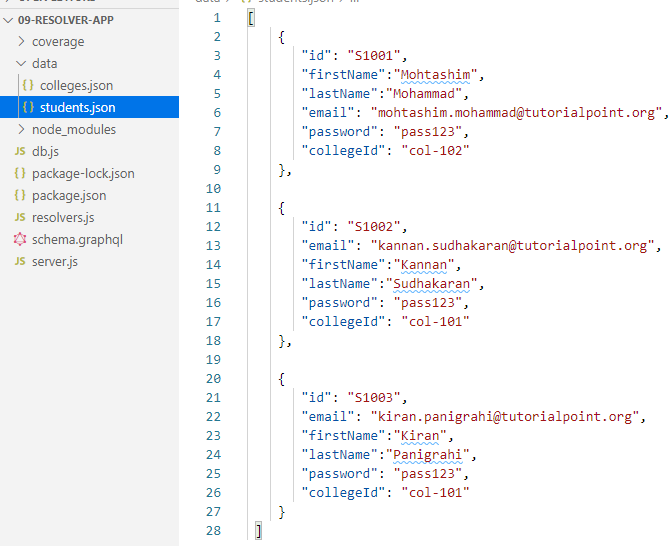 09-RESOLVER-APP
coverage
data
{} colleges.json
{} students.json
node_modules
JS db.js
{} package-lock.json
{} package.json
JS resolvers.js
schema.graphql
JS server.js
1 [
2 {
3 "id": "S1001",
4 "firstName":"Mohtashim",
5 "lastName":"Mohammad",
6 "email": "mohtashim.mohammad@tutorialpoint.org",
7 "password": "pass123",
8 "collegeId": "col-102"
9 },
10
11 {
12 "id": "S1002",
13 "email": "kannan.sudhakaran@tutorialpoint.org",
14 "firstName":"Kannan",
15 "lastName":"Sudhakaran",
16 "password": "pass123",
17 "collegeId": "col-101"
18 },
19
20 {
21 "id": "S1003",
22 "email": "kiran.panigrahi@tutorialpoint.org",
23 "firstName":"Kiran",
24 "lastName":"Panigrahi",
25 "password": "pass123",
26 "collegeId": "col-101"
27 }
28 ]